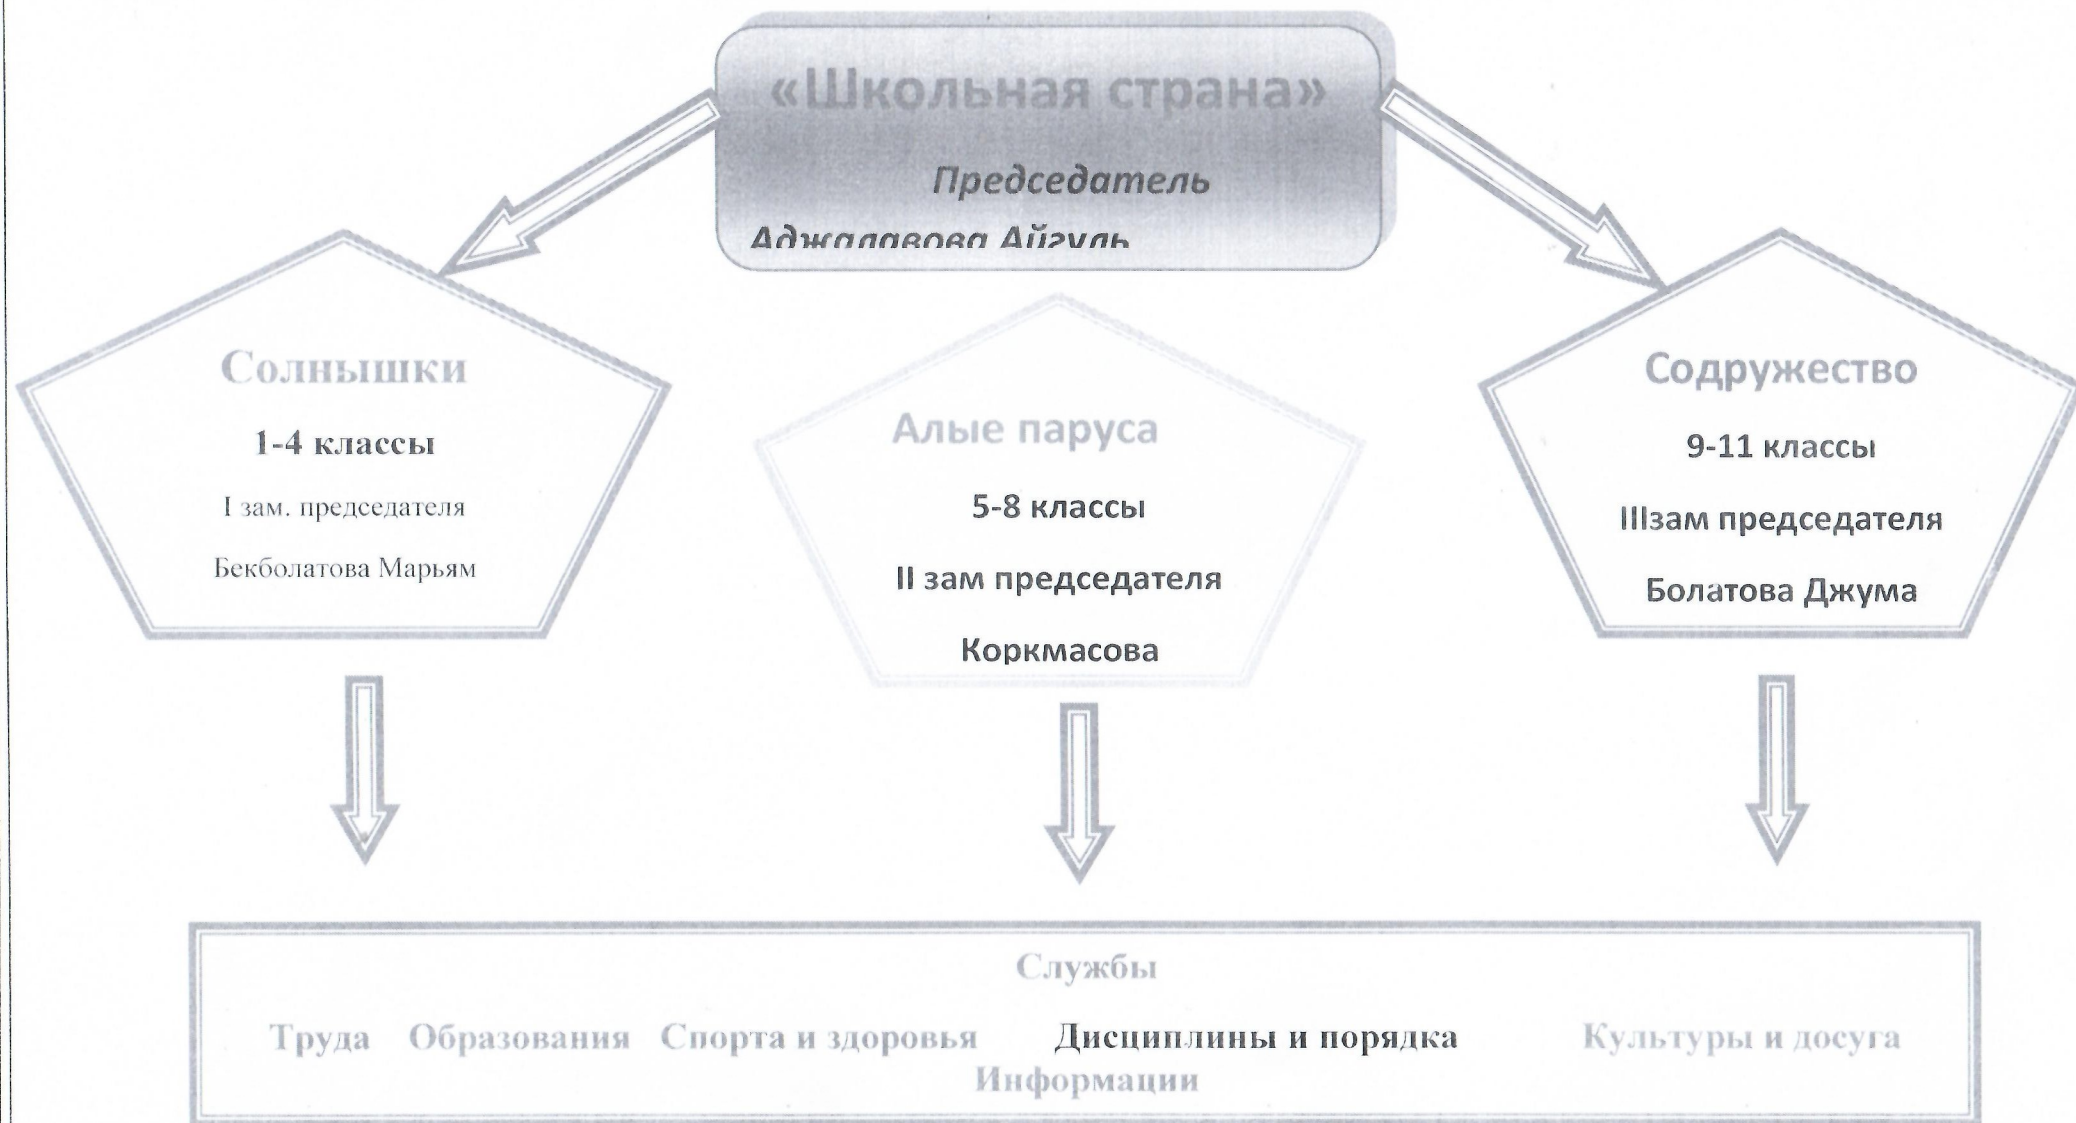 «Школьная страна»
Председатель
Аджалавова Айгуль
Солнышки
1-4 классы
I зам. председателя
Бекболатова Марьям
Алые паруса
5-8 классы
II зам председателя
Коркмасова
Содружество
9-11 классы
IIIзам председателя
Болатова Джума
Службы
Труда Образования Спорта и здоровья Дисциплины и порядка Культуры и досуга
Информации